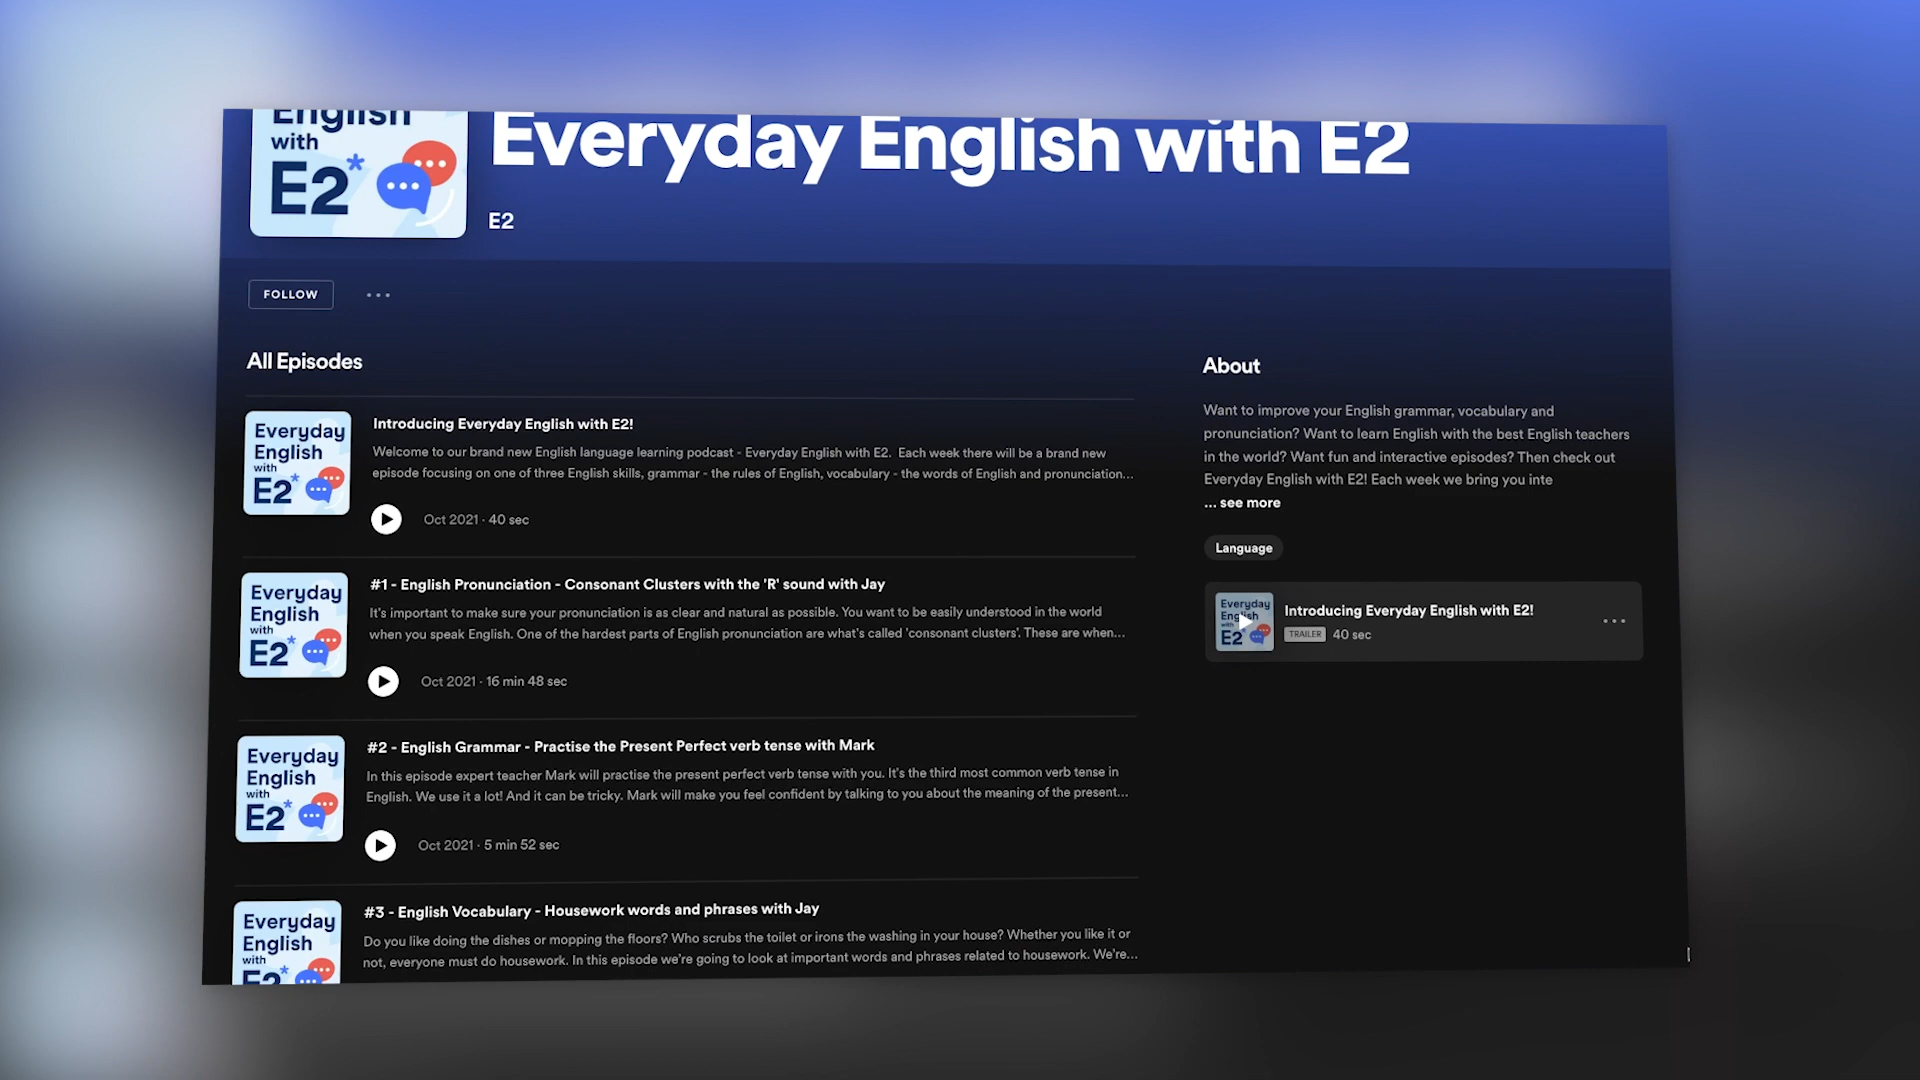 English
with
E2*
Everyday English with E2
E2
FOLLOW
All Episodes
Everyday
English
with
E2*
Introducing Everyday English with E2!
Welcome to our brand new English language learning podcast - Everyday English with E2. Each week there will be a brand new
episode focusing on one of three English skills, grammar - the rules of English, vocabulary - the words of English and pronunciation...
Oct 2021 · 40 sec
Everyday
English
with
E2*
#1 - English Pronunciation - Consonant Clusters with the 'R' sound with Jay
It's important to make sure your pronunciation is as clear and natural as possible. You want to be easily understood in the world
when you speak English. One of the hardest parts of English pronunciation are what's called 'consonant clusters'. These are when...
Oct 2021 · 16 min 48 sec
Everyday
English
with
E2*
#2 - English Grammar - Practise the Present Perfect verb tense with Mark
In this episode expert teacher Mark will practise the present perfect verb tense with you. It's the third most common verb tense in
English. We use it a lot! And it can be tricky. Mark will make you feel confident by talking to you about the meaning of the present...
Oct 2021 · 5 min 52 sec
Everyday
English
with
E2*
#3 - English Vocabulary - Housework words and phrases with Jay
Do you like doing the dishes or mopping the floors? Who scrubs the toilet or irons the washing in your house? Whether you like it or
not, everyone must do housework. In this episode we're going to look at important words and phrases related to housework. We're...
About
Want to improve your English grammar, vocabulary and
pronunciation? Want to learn English with the best English teachers
in the world? Want fun and interactive episodes? Then check out
Everyday English with E2! Each week we bring you inte
... see more
Language
Everyday
English
with
E2*
Introducing Everyday English with E2!
TRAILER 40 sec